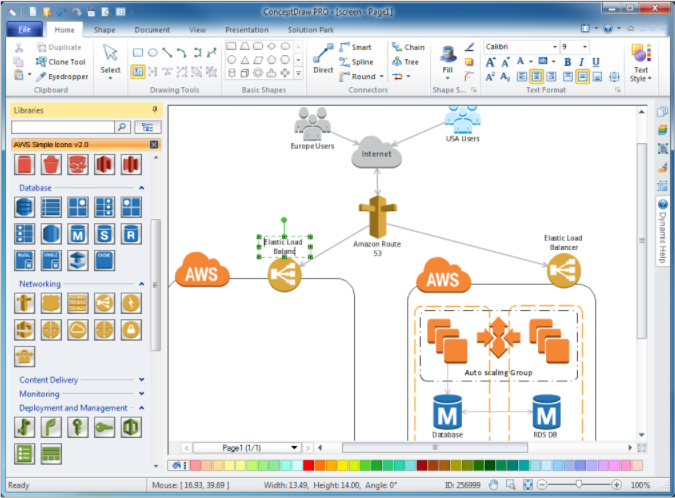 ConceptDraw PRO - [screen - Page1]
File
Home
Shape
Document
View
Presentation
Solution Park
Duplicate
Clone Tool
Eyedropper
Clipboard
Select
Drawing Tools
Basic Shapes
Direct
Smart
Spline
Round
Chain
Tree
Connectors
Fill
Shape S...
Calibri
9
B I U
Text Format
Text
Style
Libraries
AWS Simple Icons v2.0
Database
M S R
Networking
Content Delivery
Monitoring
Deployment and Management
Europe Users
USA Users
Internet
Amazon Route
53
Elastic Load
Balanc
Elastic Load
Balancer
AWS
AWS
Auto scaling Group
M
M
Database
RDS DB
Dynamic Help
Page1 (1/1)
Ready
Mouse: [ 16.93, 39.69 ]
Width: 13.49, Height: 14.00, Angle: 0°
ID: 256999
100%